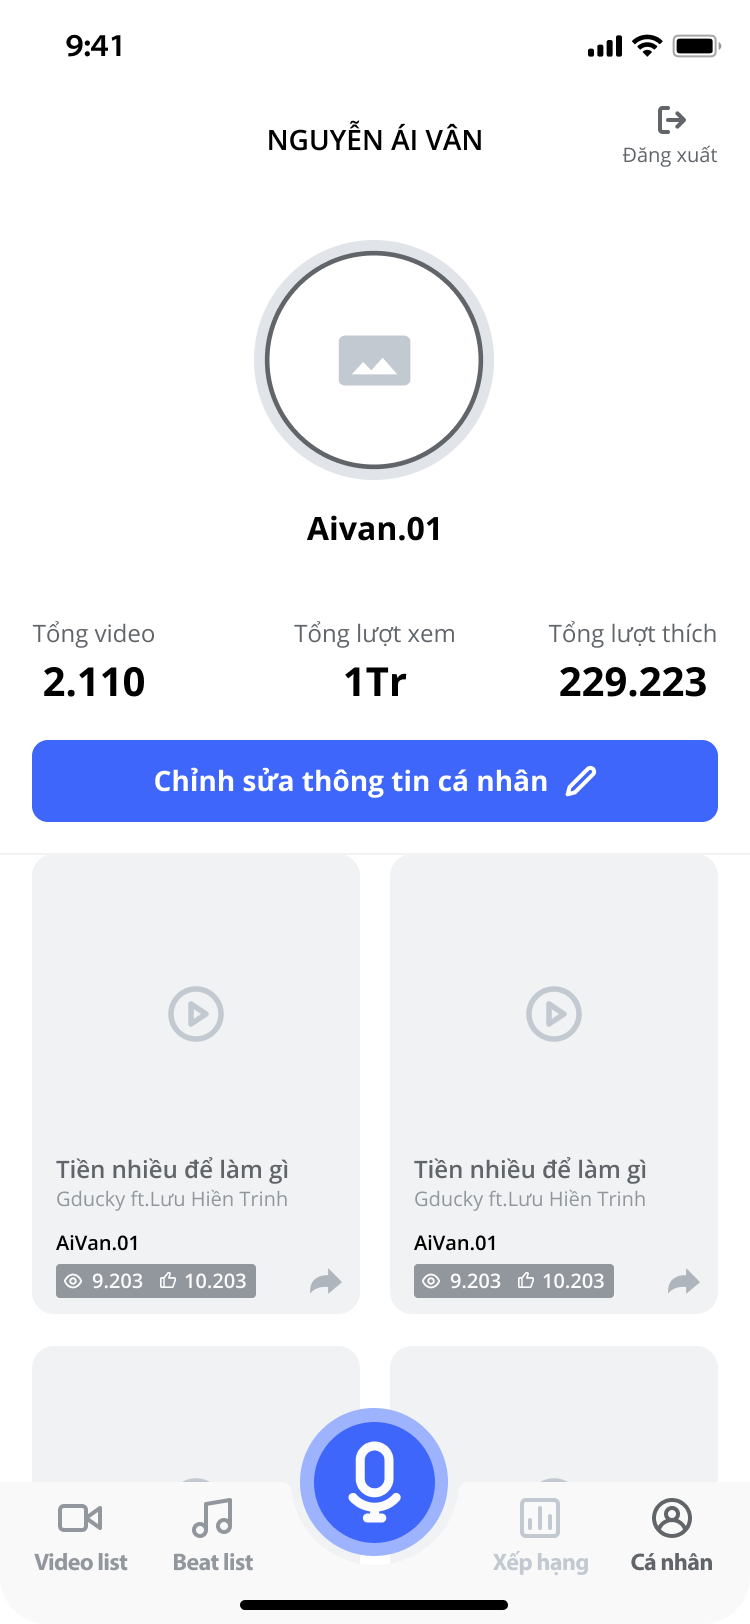 9:41
NGUYỄN ÁI VÂN
Đăng xuất
Aivan.01
Tổng video
2.110
Tổng lượt xem
1Tr
Tổng lượt thích
229.223
Chỉnh sửa thông tin cá nhân
Tiền nhiều để làm gì
Gducky ft.Lưu Hiền Trinh
AiVan.01
9.203 10.203
Tiền nhiều để làm gì
Gducky ft.Lưu Hiền Trinh
AiVan.01
9.203 10.203
Video list
Beat list
Xếp hạng
Cá nhân